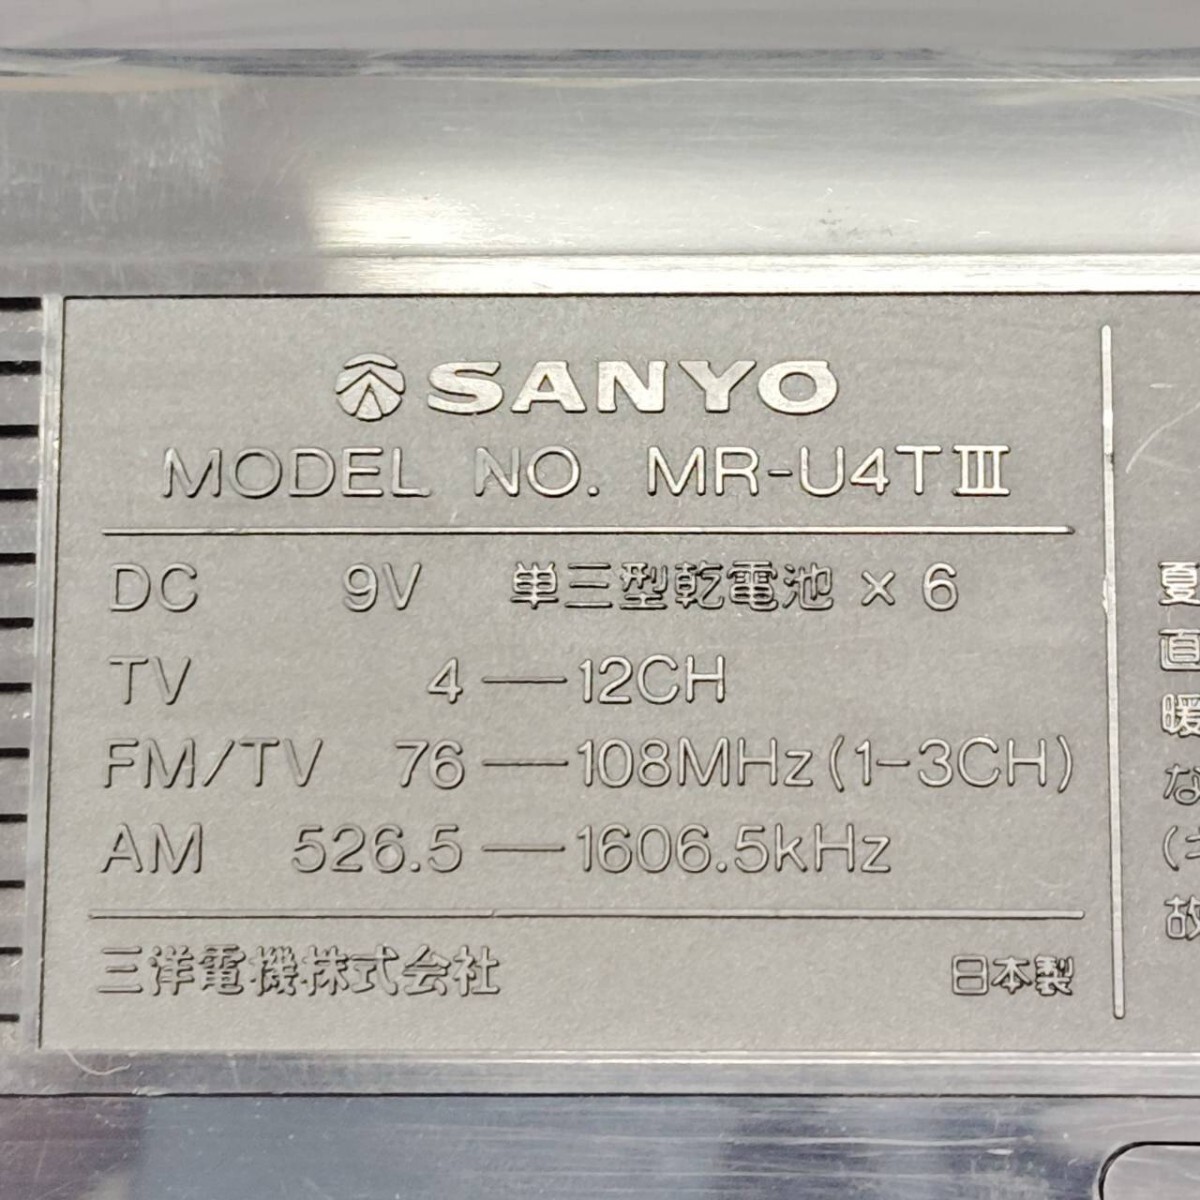 SANYO
MODEL NO. MR-U4TⅢ
DC 9V 単三型乾電池 × 6
TV 4—12CH
FM/TV 76—108MHz(1-3CH)
AM 526.5—1606.5kHz
三洋電機株式会社 日本製
夏
直
暖
な
故